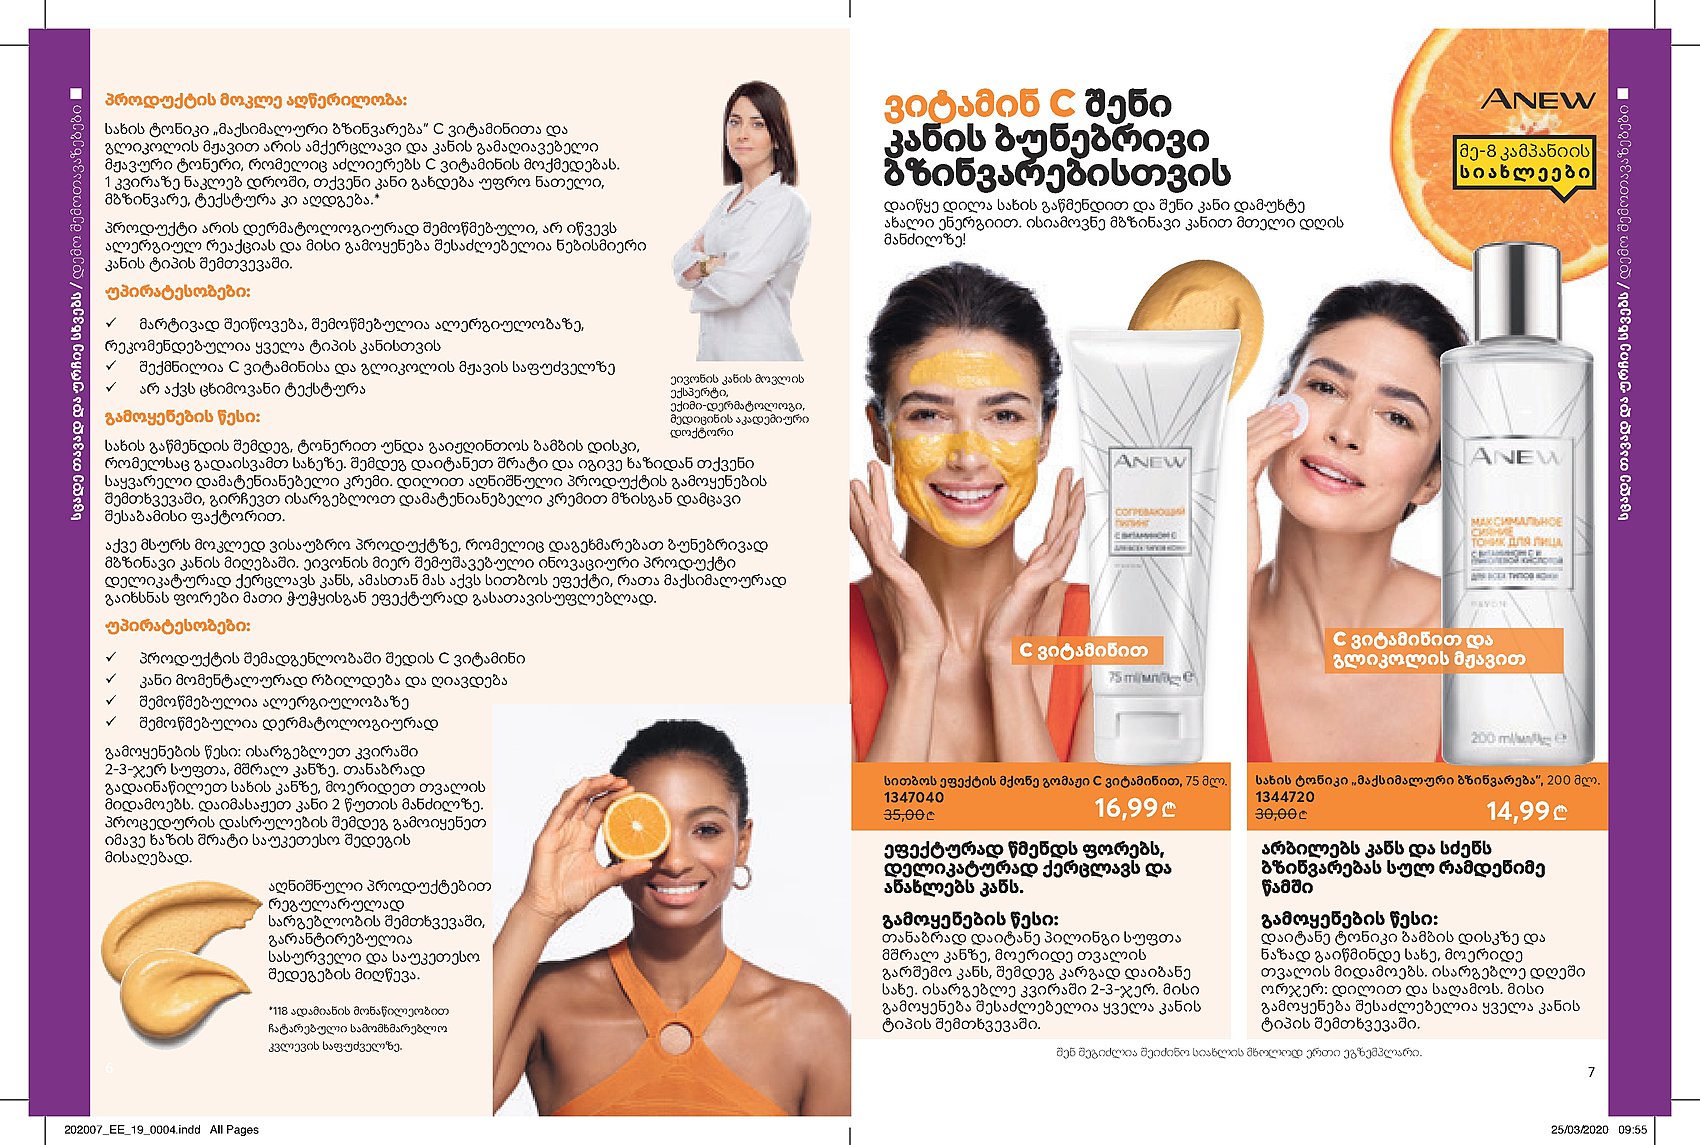 სცადე თავად და ურჩიე სხვებს / დემო შემოთავაზებები
პროდუქტის მოკლე აღწერილობა:
სახის ტონიკი „მაქსიმალური ბზინვარება“ C ვიტამინითა და
გლიკოლის მჟავით არის ამქერცლავი და კანის გამაღიავებელი
მჟავური ტონერი, რომელიც აძლიერებს C ვიტამინის მოქმედებას.
1 კვირაზე ნაკლებ დროში, თქვენი კანი გახდება უფრო ნათელი,
მბზინვარე, ტექსტურა კი აღდგება.*
პროდუქტი არის დერმატოლოგიურად შემოწმებული, არ იწვევს
ალერგიულ რეაქციას და მისი გამოყენება შესაძლებელია ნებისმიერი
კანის ტიპის შემთვევაში.
უპირატესობები:
✓ მარტივად შეიწოვება, შემოწმებულია ალერგიულობაზე,
რეკომენდებულია ყველა ტიპის კანისთვის
✓ შექმნილია C ვიტამინისა და გლიკოლის მჟავის საფუძველზე
✓ არ აქვს ცხიმოვანი ტექსტურა
ეივონის კანის მოვლის
ექსპერტი,
ექიმი-დერმატოლოგი,
მედიცინის აკადემიური
დოქტორი
გამოყენების წესი:
სახის გაწმენდის შემდეგ, ტონერით უნდა გაიჟღინთოს ბამბის დისკი,
რომელსაც გადაისვამთ სახეზე. შემდეგ დაიტანეთ შრატი და იგივე ხაზიდან თქვენი
საყვარელი დამატენიანებელი კრემი. დილით აღნიშნული პროდუქტის გამოყენების
შემთხვევაში, გირჩევთ ისარგებლოთ დამატენიანებელი კრემით მზისგან დამცავი
შესაბამისი ფაქტორით.
აქვე მსურს მოკლედ ვისაუბრო პროდუქტზე, რომელიც დაგეხმარებათ ბუნებრივად
მბზინავი კანის მიღებაში. ეივონის მიერ შემუშავებული ინოვაციური პროდუქტი
დელიკატურად ქერცლავს კანს, ამასთან მას აქვს სითბოს ეფექტი, რათა მაქსიმალურად
გაიხსნას ფორები მათი ჭუჭყისგან ეფექტურად გასათავისუფლებლად.
უპირატესობები:
✓ პროდუქტის შემადგენლობაში შედის C ვიტამინი
✓ კანი მომენტალურად რბილდება და ღიავდება
✓ შემოწმებულია ალერგიულობაზე
✓ შემოწმებულია დერმატოლოგიურად
გამოყენების წესი: ისარგებლეთ კვირაში
2-3-ჯერ სუფთა, მშრალ კანზე. თანაბრად
გადაინაწილეთ სახის კანზე, მოერიდეთ თვალის
მიდამოებს. დაიმასაჟეთ კანი 2 წუთის მანძილზე.
პროცედურის დასრულების შემდეგ გამოიყენეთ
იმავე ხაზის შრატი საუკეთესო შედეგის
მისაღებად.
აღნიშნული პროდუქტებით
რეგულარულად
სარგებლობის შემთხვევაში,
გარანტირებულია
სასურველი და საუკეთესო
შედეგების მიღწევა.
*118 ადამიანის მონაწილეობით
ჩატარებული სამომხმარებლო
კვლევის საფუძველზე.
6
ვიტამინ C შენი
კანის ბუნებრივი
ბზინვარებისთვის
დაიწყე დილა სახის გაწმენდით და შენი კანი დამუხტე
ახალი ენერგიით. ისიამოვნე მბზინავი კანით მთელი დღის
მანძილზე!
ANEW
მე-8 კამპანიის
სიახლეები
სცადე თავად და ურჩიე სხვებს / დემო შემოთავაზებები
ANEW
СОГРЕВАЮЩИЙ
ПИЛИНГ
С ВИТАМИНОМ С
ДЛЯ ВСЕХ ТИПОВ КОЖИ
C ვიტამინით
75 ml/мл/მლ e
ANEW
МАКСИМАЛЬНОЕ
СИЯНИЕ
ТОНИК ДЛЯ ЛИЦА
С ВИТАМИНОМ С И
ГЛИКОЛЕВОЙ КИСЛОТОЙ
ДЛЯ ВСЕХ ТИПОВ КОЖИ
AVON
C ვიტამინით და
გლიკოლის მჟავით
200 ml/мл/მლ e
სითბოს ეფექტის მქონე გომაჟი C ვიტამინით, 75 მლ.
1347040
35,00₾
16,99₾
სახის ტონიკი „მაქსიმალური ბზინვარება“, 200 მლ.
1344720
30,00₾
14,99₾
ეფექტურად წმენდს ფორებს,
დელიკატურად ქერცლავს და
ანახლებს კანს.
გამოყენების წესი:
თანაბრად დაიტანე პილინგი სუფთა
მშრალ კანზე, მოერიდე თვალის
გარშემო კანს, შემდეგ კარგად დაიბანე
სახე. ისარგებლე კვირაში 2-3-ჯერ. მისი
გამოყენება შესაძლებელია ყველა კანის
ტიპის შემთხვევაში.
არბილებს კანს და სძენს
ბზინვარებას სულ რამდენიმე
წამში
გამოყენების წესი:
დაიტანე ტონიკი ბამბის დისკზე და
ნაზად გაიწმინდე სახე, მოერიდე
თვალის მიდამოებს. ისარგებლე დღეში
ორჯერ: დილით და საღამოს. მისი
გამოყენება შესაძლებელია ყველა კანის
ტიპის შემთხვევაში.
შენ შეგიძლია შეიძინო სიახლის მხოლოდ ერთი ეგზემპლარი.
7
202007_EE_19_0004.indd All Pages
25/03/2020 09:55